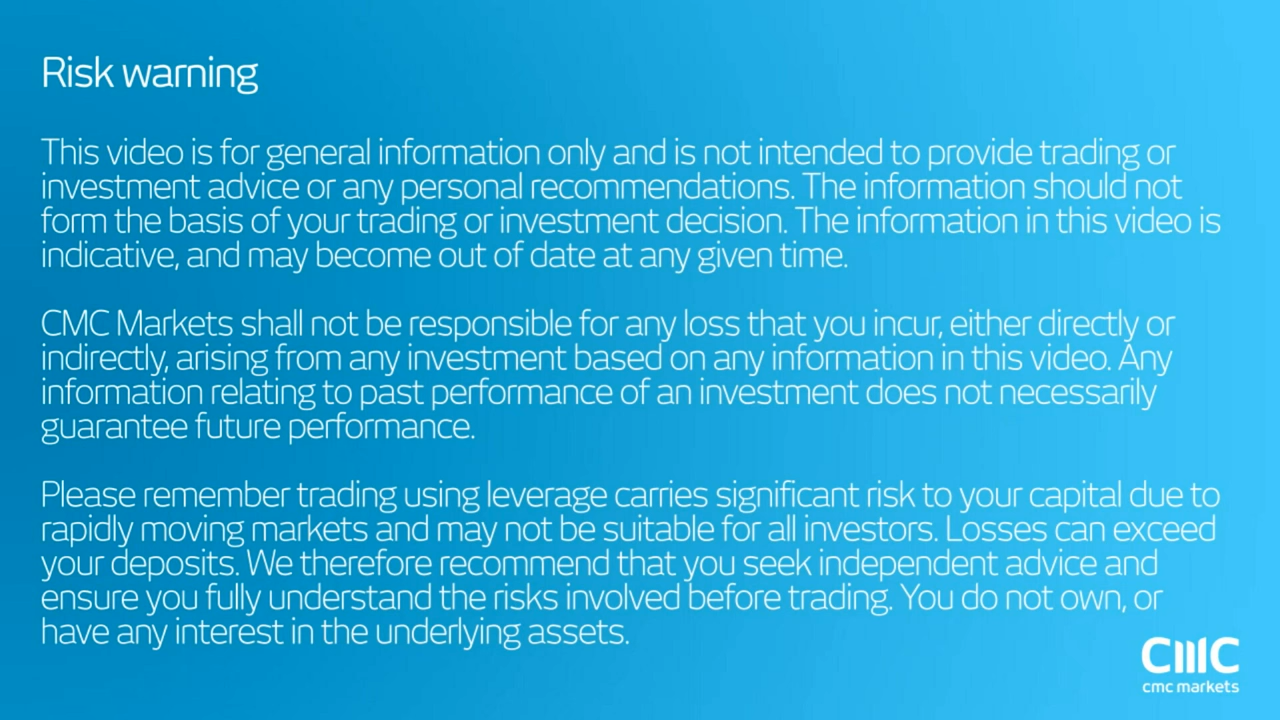 Risk warning
This video is for general information only and is not intended to provide trading or
investment advice or any personal recommendations. The information should not
form the basis of your trading or investment decision. The information in this video is
indicative, and may become out of date at any given time.
CMC Markets shall not be responsible for any loss that you incur, either directly or
indirectly, arising from any investment based on any information in this video. Any
information relating to past performance of an investment does not necessarily
guarantee future performance.
Please remember trading using leverage carries significant risk to your capital due to
rapidly moving markets and may not be suitable for all investors. Losses can exceed
your deposits. We therefore recommend that you seek independent advice and
ensure you fully understand the risks involved before trading. You do not own, or
have any interest in the underlying assets.
CMC
cmc markets